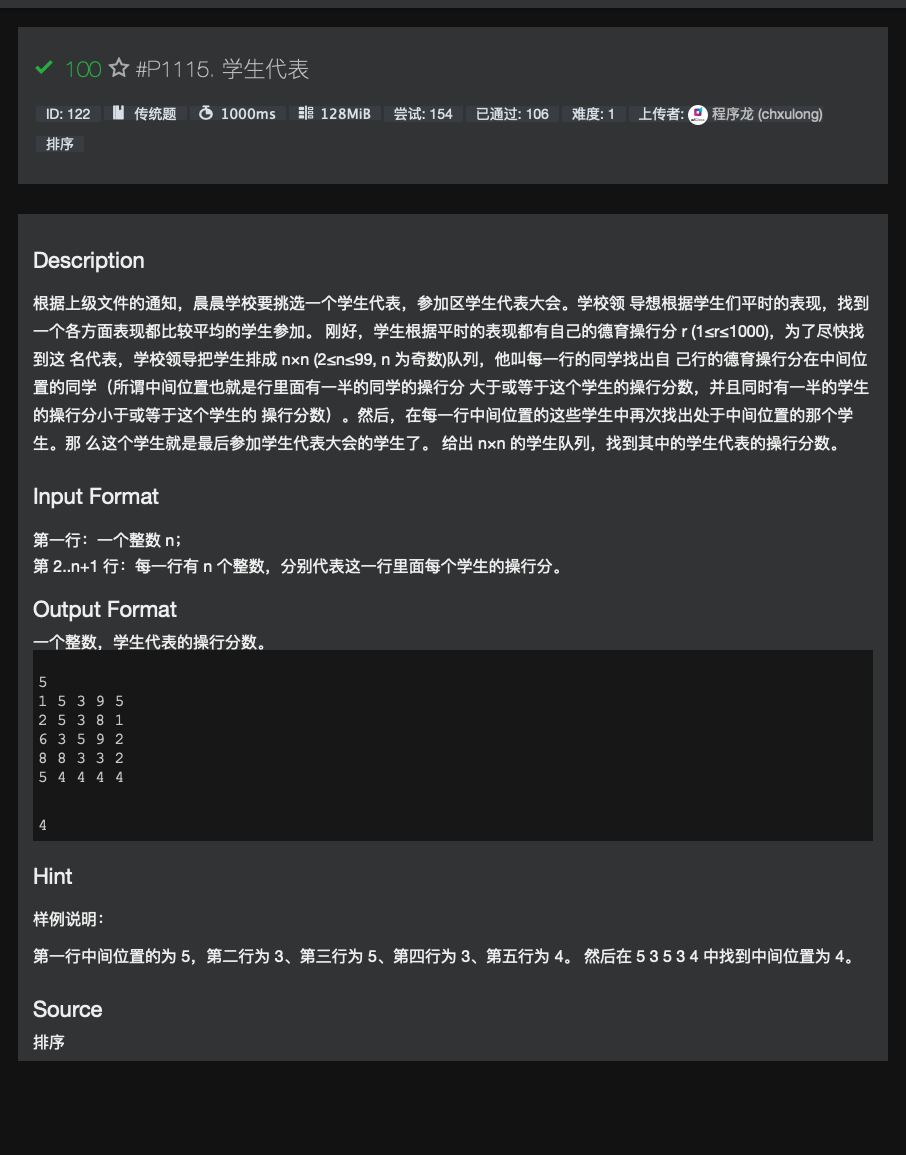 100 #P1115. 学生代表
ID: 122 传统题 1000ms 128MiB 尝试: 154 已通过: 106 难度: 1 上传者: 程序龙 (chxulong)
排序
Description
根据上级文件的通知，晨晨学校要挑选一个学生代表，参加区学生代表大会。学校领 导想根据学生们平时的表现，找到
一个各方面表现都比较平均的学生参加。 刚好，学生根据平时的表现都有自己的德育操行分 r (1≤r≤1000)，为了尽快找
到这 名代表，学校领导把学生排成 n×n (2≤n≤99, n 为奇数)队列，他叫每一行的同学找出自 己行的德育操行分在中间位
置的同学（所谓中间位置也就是行里面有一半的同学的操行分 大于或等于这个学生的操行分数，并且同时有一半的学生
的操行分小于或等于这个学生的 操行分数）。然后，在每一行中间位置的这些学生中再次找出处于中间位置的那个学
生。那 么这个学生就是最后参加学生代表大会的学生了。 给出 n×n 的学生队列，找到其中的学生代表的操行分数。
Input Format
第一行：一个整数 n；
第 2..n+1 行：每一行有 n 个整数，分别代表这一行里面每个学生的操行分。
Output Format
一个整数，学生代表的操行分数。
5
1 5 3 9 5
2 5 3 8 1
6 3 5 9 2
8 8 3 3 2
5 4 4 4 4
4
Hint
样例说明：
第一行中间位置的为 5，第二行为 3、第三行为 5、第四行为 3、第五行为 4。 然后在 5 3 5 3 4 中找到中间位置为 4。
Source
排序